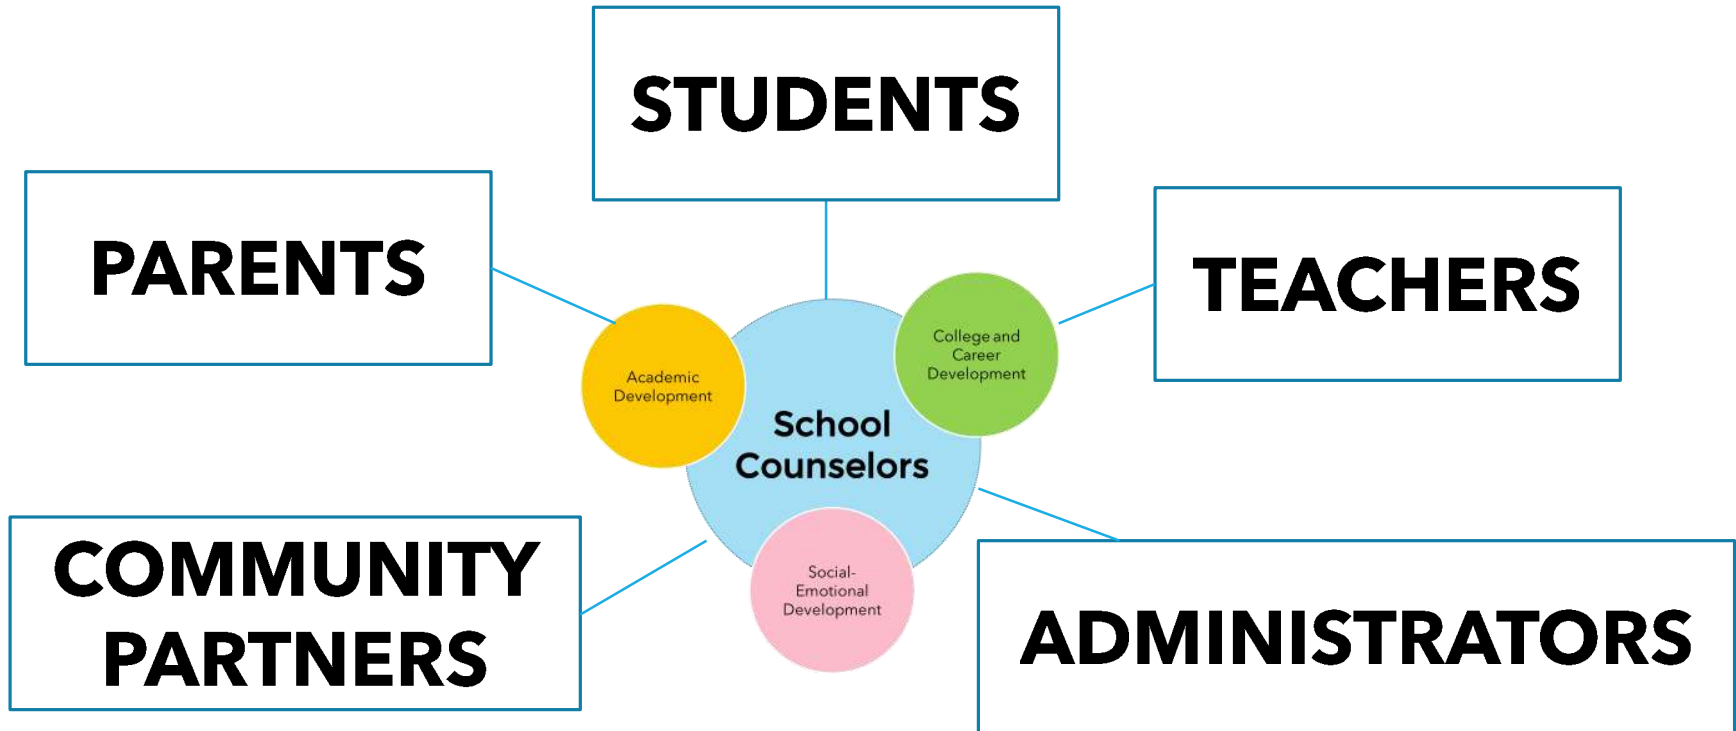 STUDENTS
PARENTS
TEACHERS
College and
Career
Development
Academic
Development
School
Counselors
Social-
Emotional
Development
COMMUNITY
PARTNERS
ADMINISTRATORS